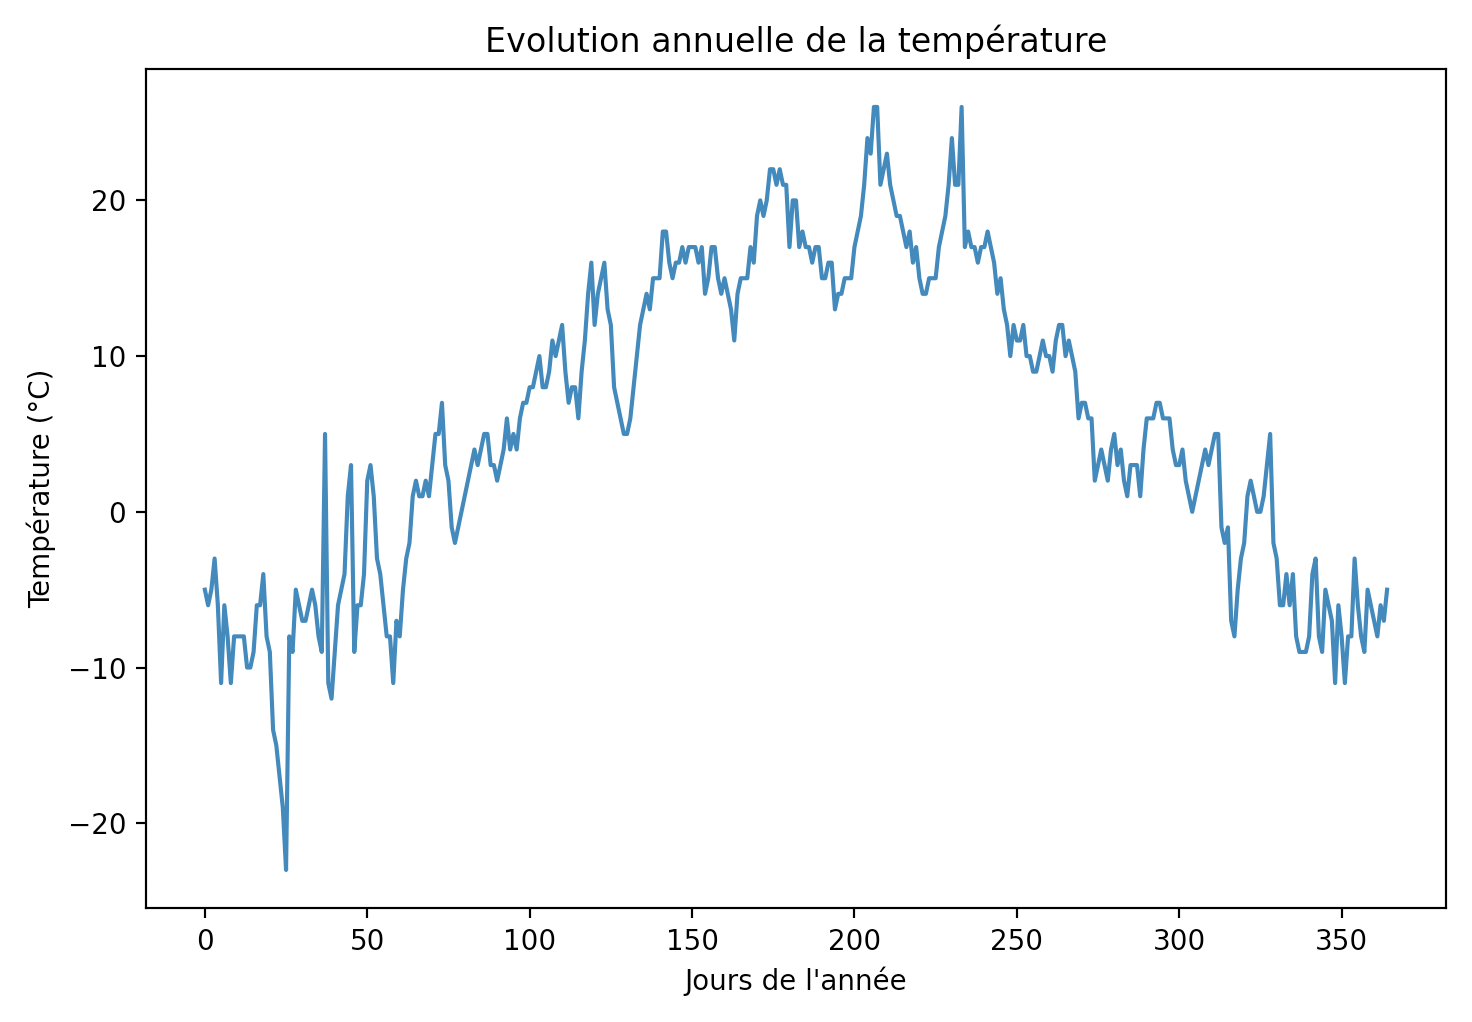 Evolution annuelle de la température
Température (°C)
20
10
0
−10
−20
0 50 100 150 200 250 300 350
Jours de l'année